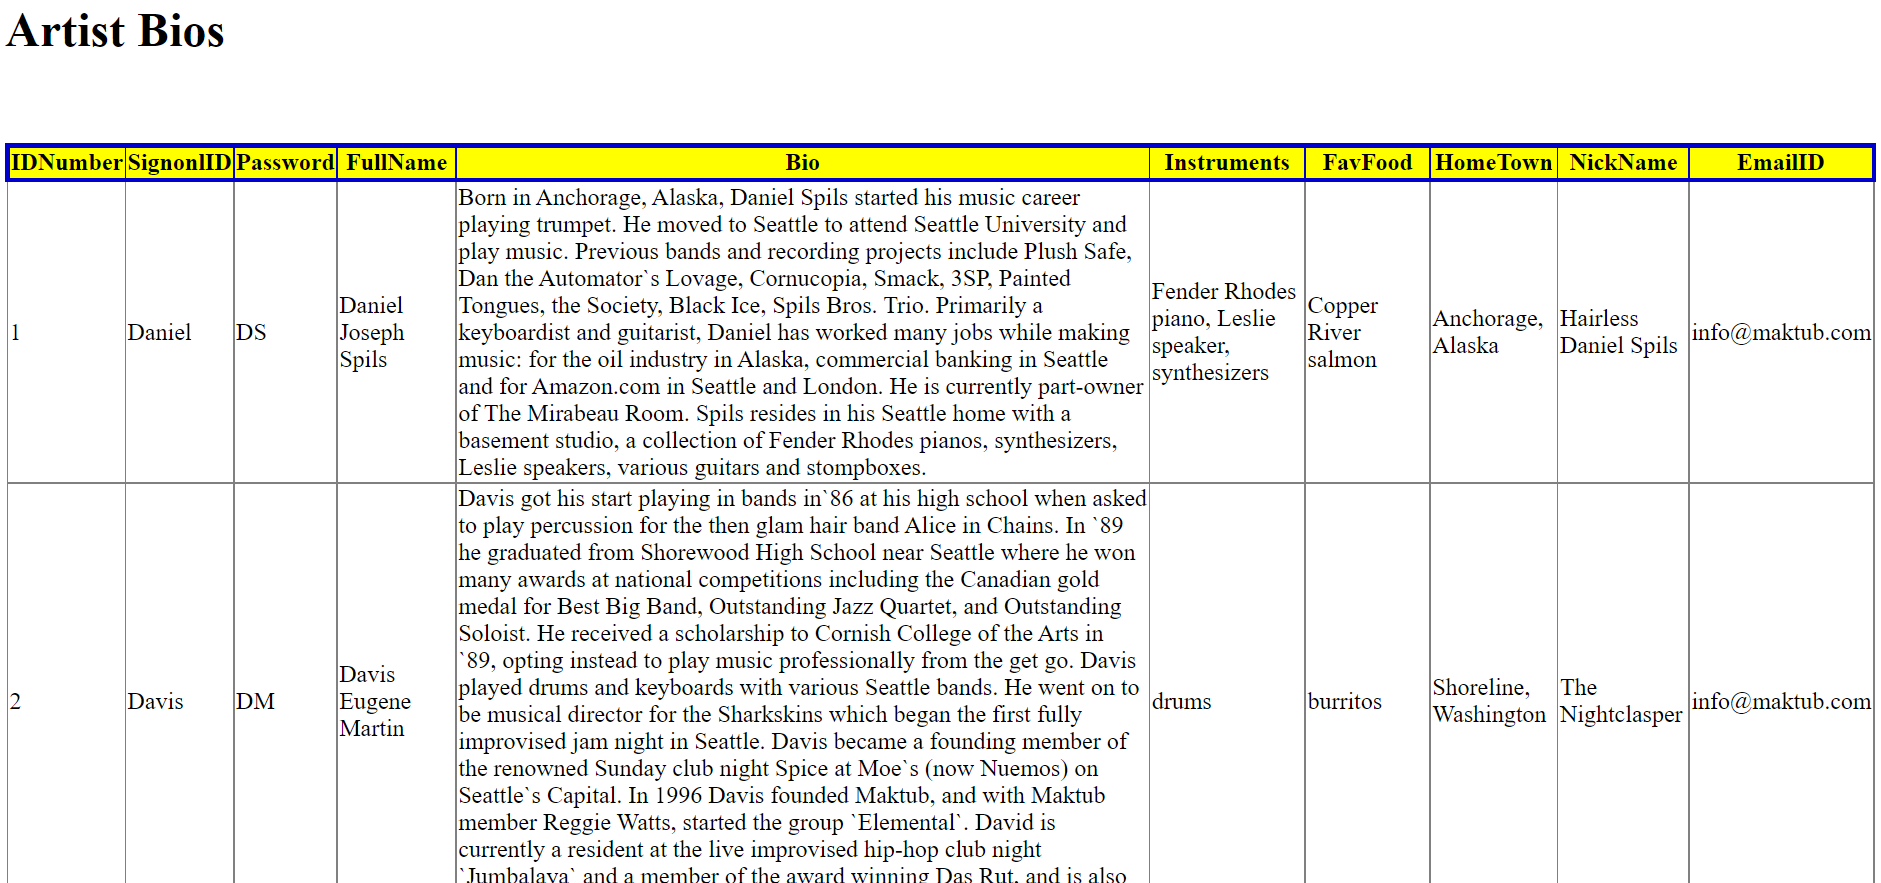 Artist Bios
IDNumber SignonlID Password FullName Bio Instruments FavFood HomeTown NickName EmailID
1
Daniel
DS
Daniel
Joseph
Spils
Born in Anchorage, Alaska, Daniel Spils started his music career
playing trumpet. He moved to Seattle to attend Seattle University and
play music. Previous bands and recording projects include Plush Safe,
Dan the Automator`s Lovage, Cornucopia, Smack, 3SP, Painted
Tongues, the Society, Black Ice, Spils Bros. Trio. Primarily a
keyboardist and guitarist, Daniel has worked many jobs while making
music: for the oil industry in Alaska, commercial banking in Seattle
and for Amazon.com in Seattle and London. He is currently part-owner
of The Mirabeau Room. Spils resides in his Seattle home with a
basement studio, a collection of Fender Rhodes pianos, synthesizers,
Leslie speakers, various guitars and stompboxes.
Fender Rhodes
piano, Leslie
speaker,
synthesizers
Copper
River
salmon
Anchorage,
Alaska
Hairless
Daniel Spils
info@maktub.com
2
Davis
DM
Davis
Eugene
Martin
Davis got his start playing in bands in`86 at his high school when asked
to play percussion for the then glam hair band Alice in Chains. In `89
he graduated from Shorewood High School near Seattle where he won
many awards at national competitions including the Canadian gold
medal for Best Big Band, Outstanding Jazz Quartet, and Outstanding
Soloist. He received a scholarship to Cornish College of the Arts in
`89, opting instead to play music professionally from the get go. Davis
played drums and keyboards with various Seattle bands. He went on to
be musical director for the Sharkskins which began the first fully
improvised jam night in Seattle. Davis became a founding member of
the renowned Sunday club night Spice at Moe`s (now Nuemos) on
Seattle`s Capital. In 1996 Davis founded Maktub, and with Maktub
member Reggie Watts, started the group `Elemental`. David is
currently a resident at the live improvised hip-hop club night
`Jumbalaya` and a member of the award winning Das Rut, and is also
drums
burritos
Shoreline,
Washington
The
Nightclasper
info@maktub.com